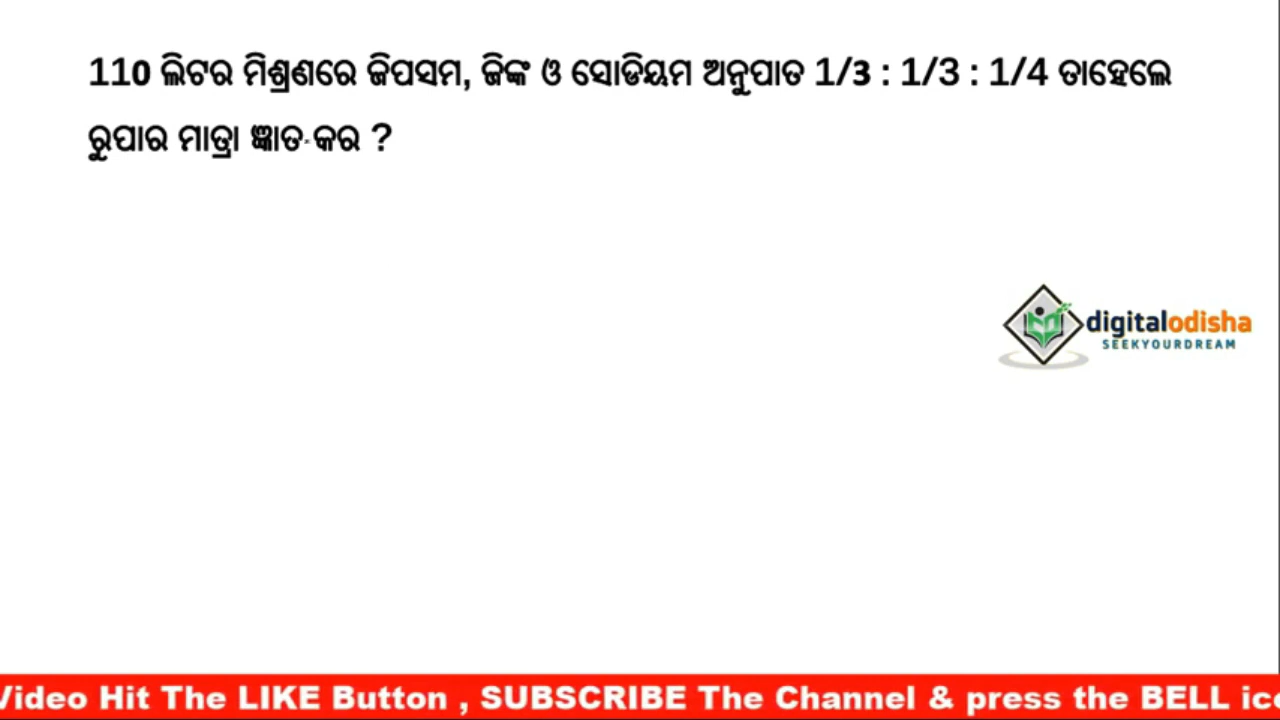 110 ଲିଟର ମିଶ୍ରଣରେ ଜିପସମ, ଜିଙ୍କ ଓ ସୋଡିୟମ ଅନୁପାତ 1/3 : 1/3 : 1/4 ତାହେଲେ
ରୁପାର ମାତ୍ରା ଜ୍ଞାତ କର ?
digitalodisha
SEEKYOURDREAM
Video Hit The LIKE Button , SUBSCRIBE The Channel & press the BELL ico